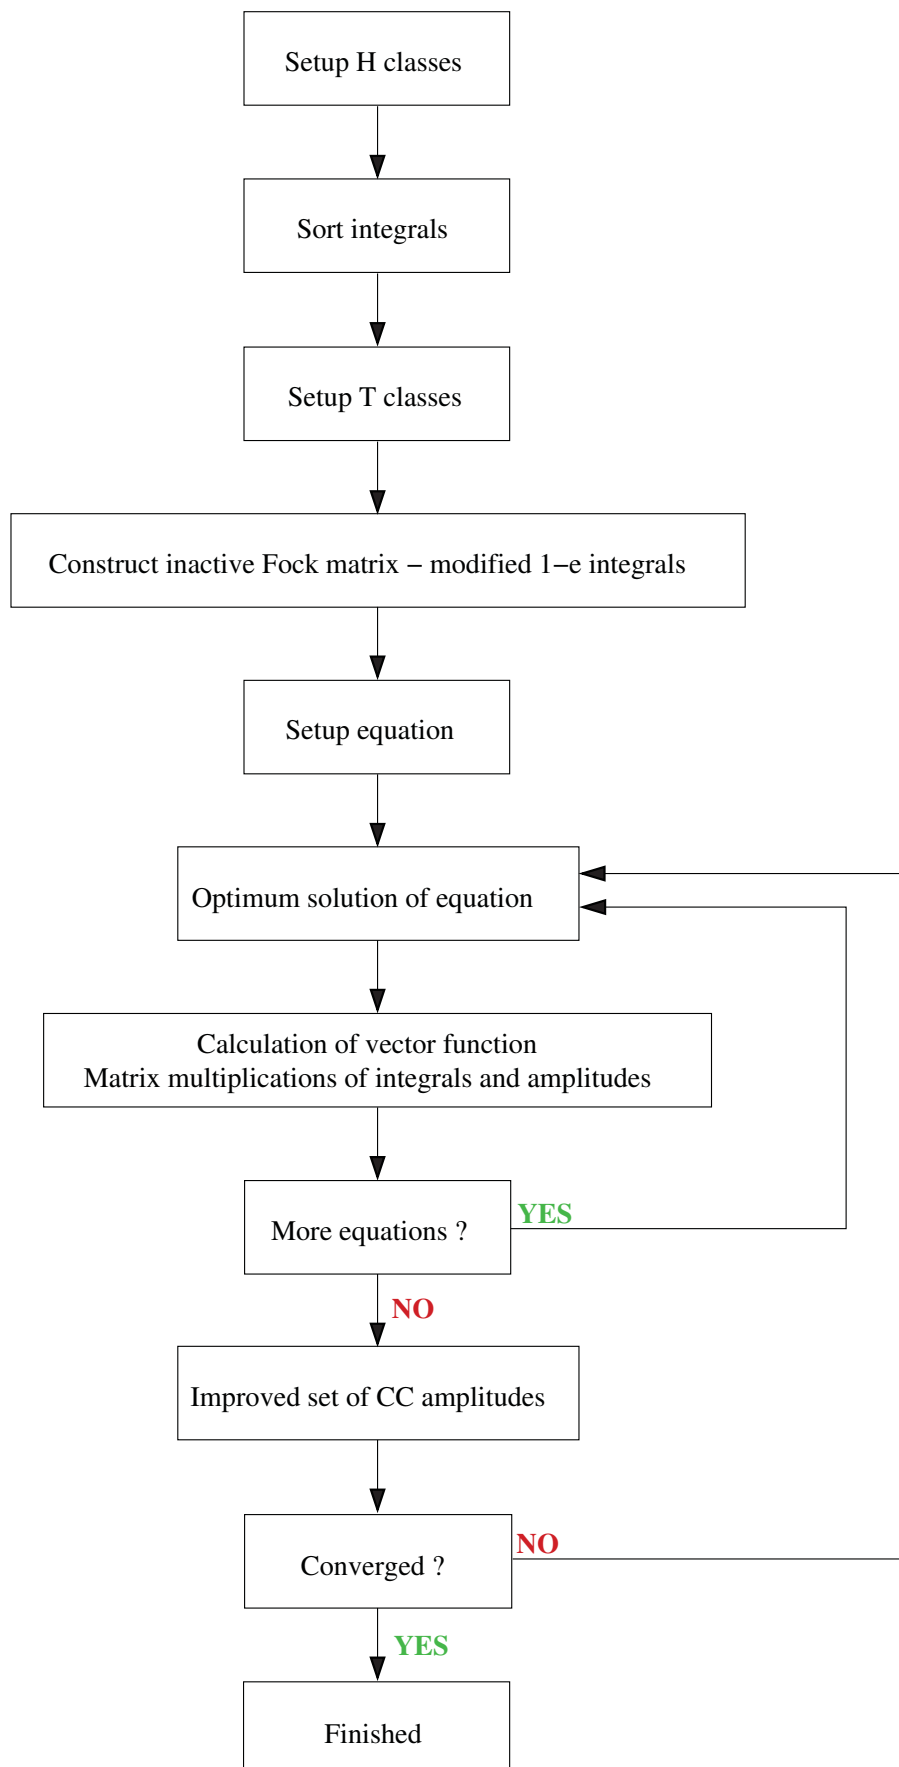 Setup H classes
Sort integrals
Setup T classes
Construct inactive Fock matrix − modified 1−e integrals
Setup equation
Optimum solution of equation
Calculation of vector function
Matrix multiplications of integrals and amplitudes
More equations ?
YES
NO
Improved set of CC amplitudes
Converged ?
NO
YES
Finished